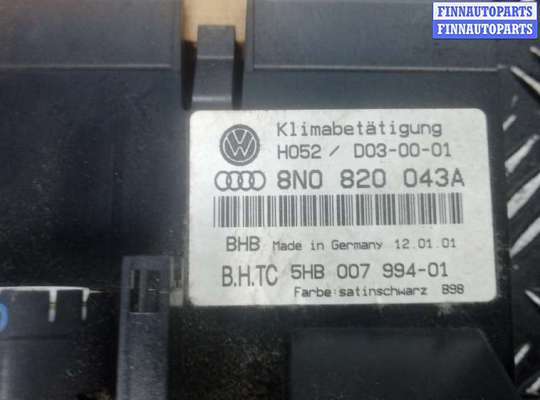 FINNAUTOPARTS
FINNAUTOPARTS
Klimabetätigung
H052 / D03-00-01
8N0 820 043A
BHB Made in Germany 12.01.01
B.H.TC 5HB 007 994-01
Farbe:satinschwarz B98